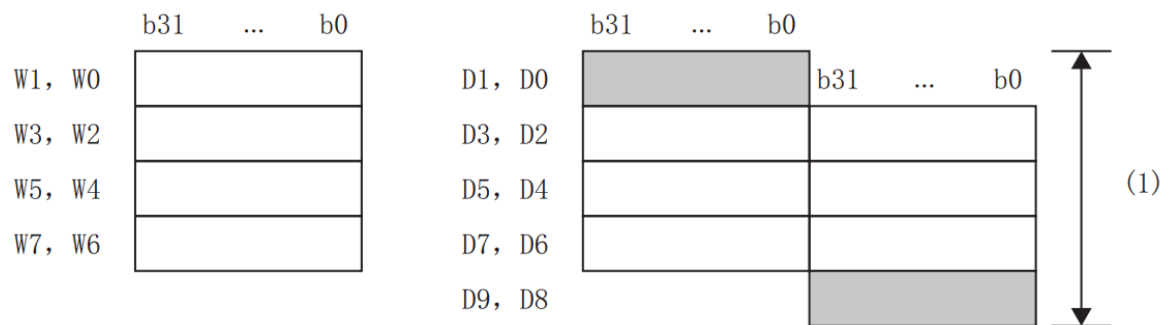 b31 ... b0 b31 ... b0
W1, W0 D1, D0 b31 ... b0
W3, W2 D3, D2
W5, W4 D5, D4 (1)
W7, W6 D7, D6
D9, D8